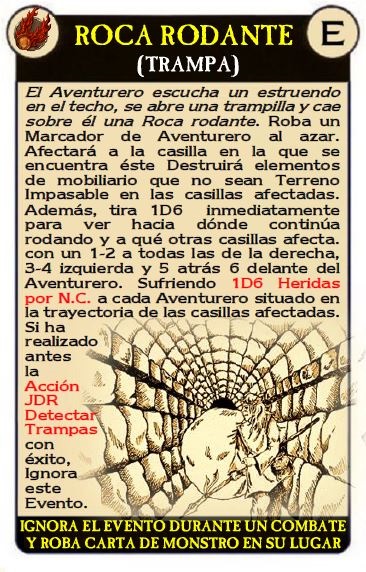 ROCA RODANTE
E
(TRAMPA)
El Aventurero escucha un estruendo
en el techo, se abre una trampilla y cae
sobre él una Roca rodante. Roba un
Marcador de Aventurero al azar.
Afectará a la casilla en la que se
encuentra éste Destruirá elementos
de mobiliario que no sean Terreno
Impasable en las casillas afectadas.
Además, tira 1D6 inmediatamente
para ver hacia dónde continúa
rodando y a qué otras casillas afecta.
con un 1-2 a todas las de la derecha,
3-4 izquierda y 5 atrás 6 delante del
Aventurero. Sufriendo 1D6 Heridas
por N.C. a cada Aventurero situado en
la trayectoria de las casillas afectadas.
Si ha
realizado
antes
la
Acción
JDR
Detectar
Trampas
con
éxito,
Ignora
este
Evento.
IGNORA EL EVENTO DURANTE UN COMBATE
Y ROBA CARTA DE MONSTRO EN SU LUGAR